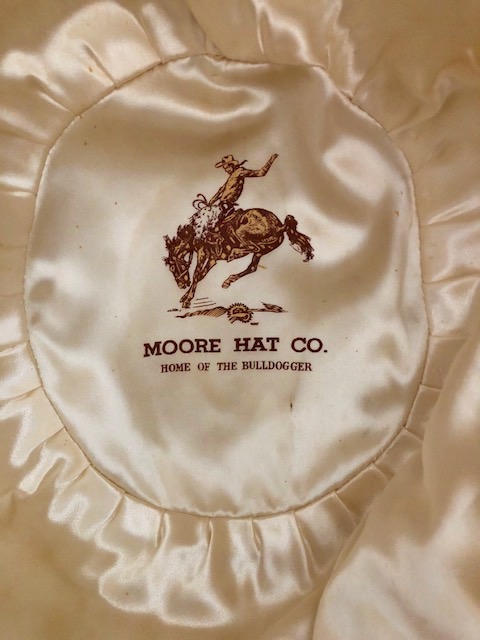 MOORE HAT CO.
HOME OF THE BULLDOGGER